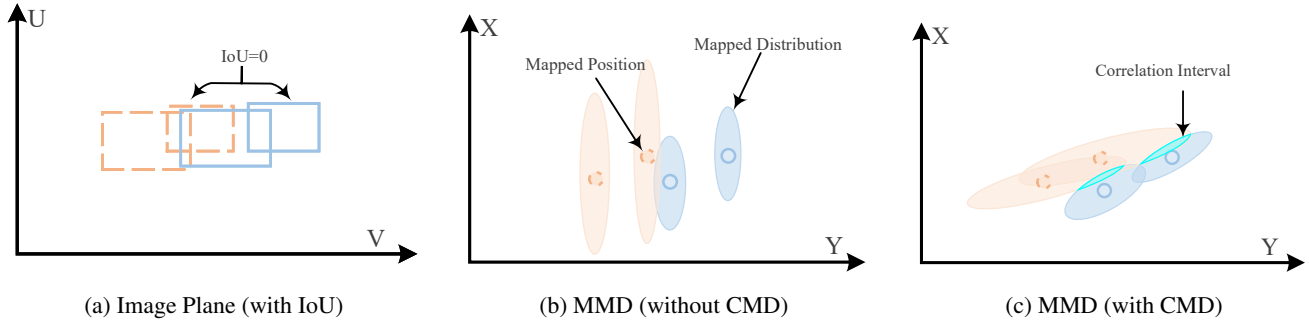 U
IoU=0
V
(a) Image Plane (with IoU)
X
Mapped Distribution
Mapped Position
Y
(b) MMD (without CMD)
X
Correlation Interval
Y
(c) MMD (with CMD)